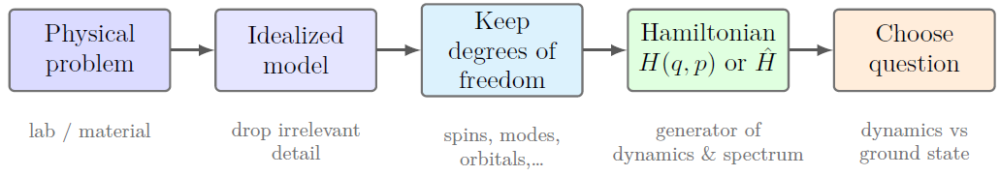 Physical
problem
Idealized
model
Keep
degrees of
freedom
Hamiltonian
H(q, p) or Ĥ
Choose
question
lab / material
drop irrelevant
detail
spins, modes,
orbitals,...
generator of
dynamics & spectrum
dynamics vs
ground state